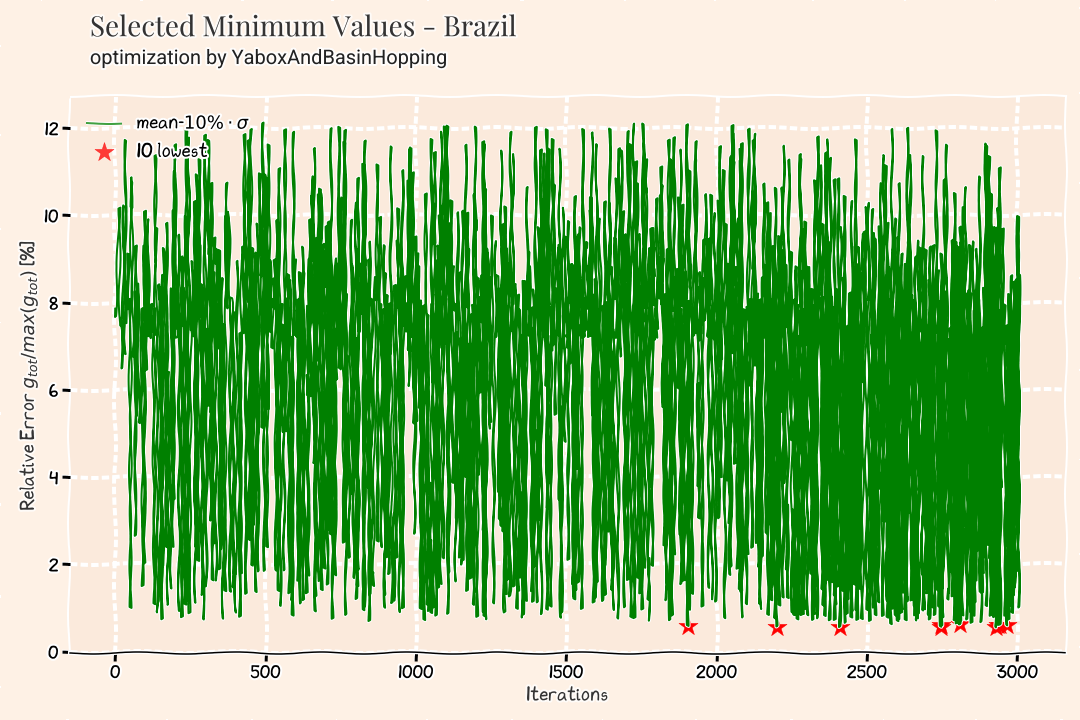 Selected Minimum Values - Brazil
optimization by YaboxAndBasinHopping
mean-10% · σ
10 lowest
Relative Error g_tot/max(g_tot) [%]
12
10
8
6
4
2
0
0 500 1000 1500 2000 2500 3000
Iterations